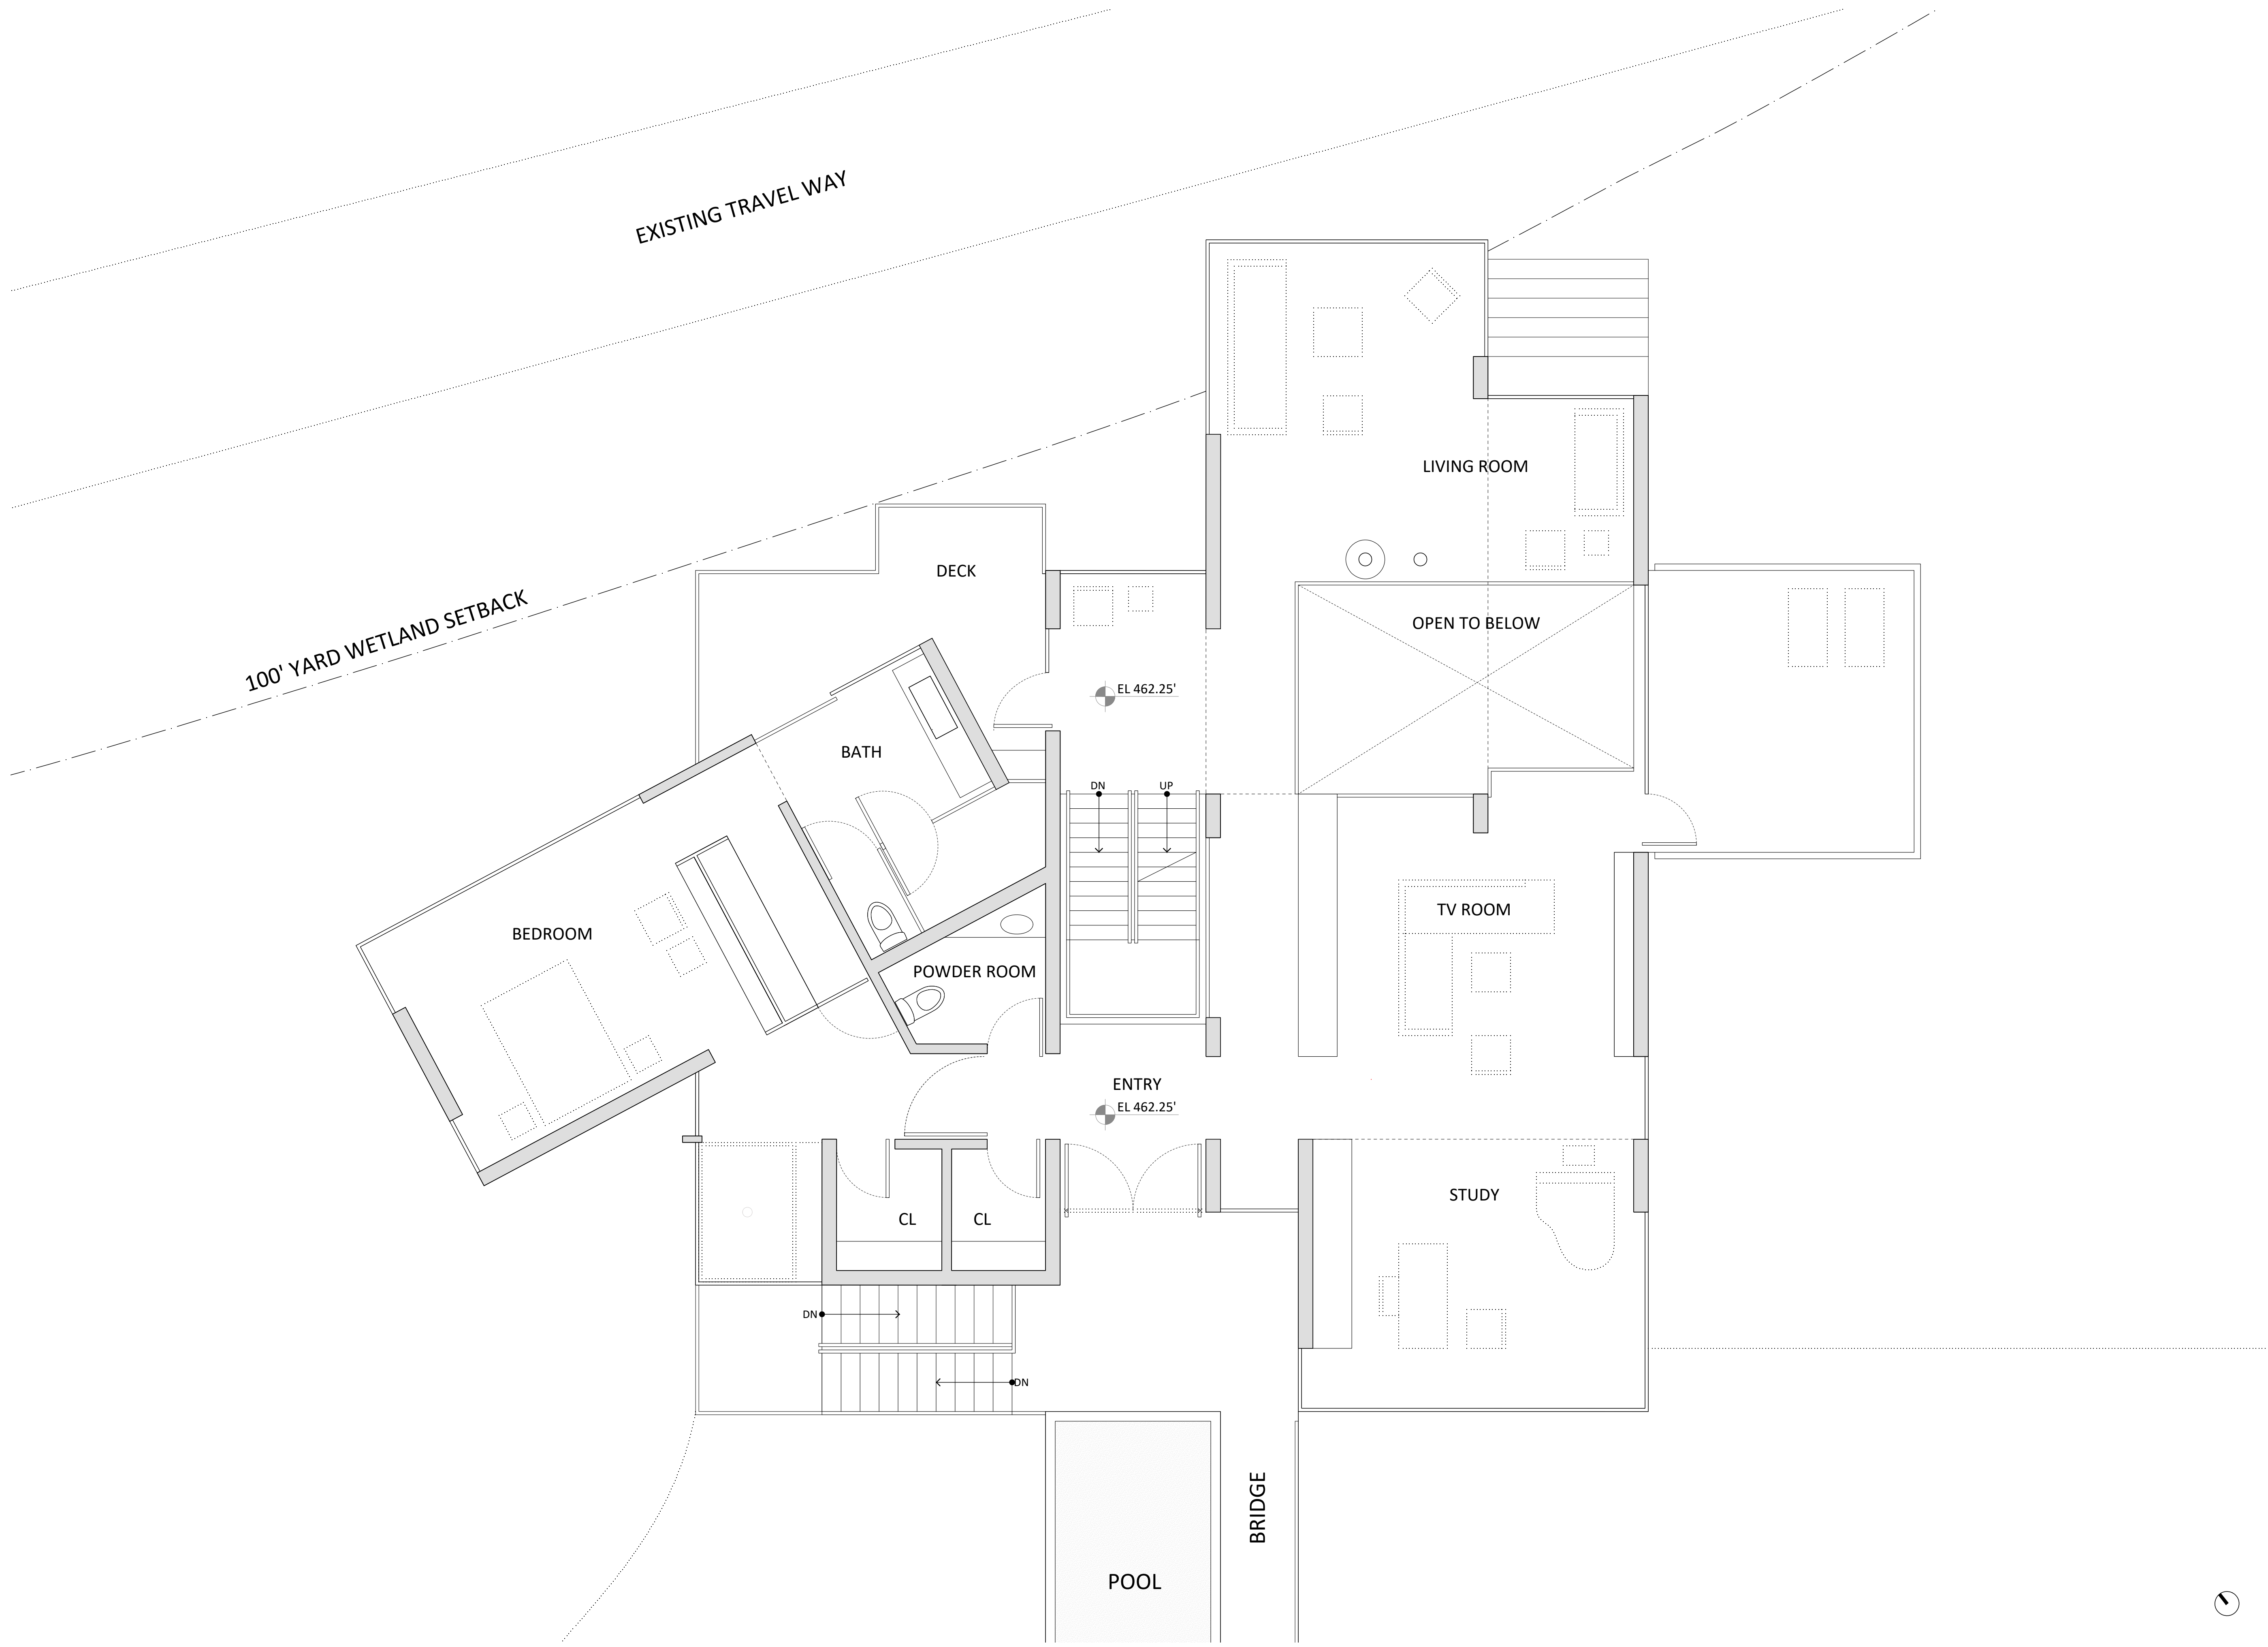 EXISTING TRAVEL WAY
LIVING ROOM
DECK
100' YARD WETLAND SETBACK
OPEN TO BELOW
EL 462.25'
BATH
DN
UP
TV ROOM
BEDROOM
POWDER ROOM
ENTRY
EL 462.25'
STUDY
CL
CL
DN
DN
BRIDGE
POOL